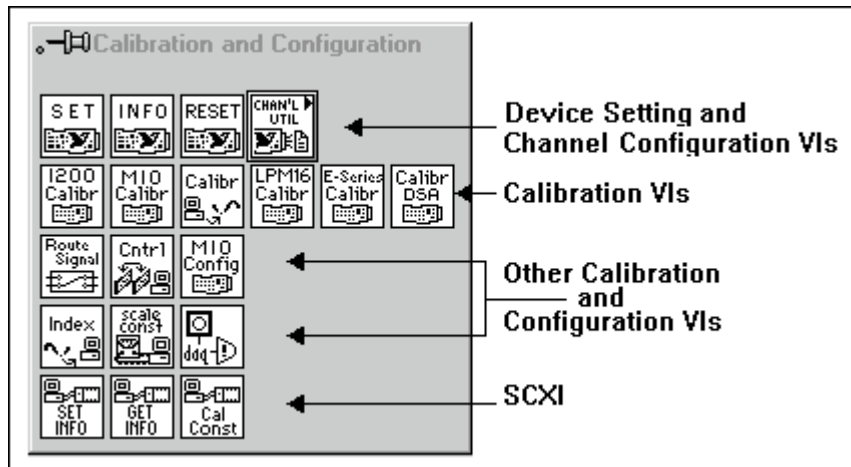 Calibration and Configuration
SET INFO RESET CHAN'L UTIL
Device Setting and
Channel Configuration VIs
1200 Calibr MIO Calibr Calibr LPM16 Calibr E-Series Calibr Calibr DSA
Calibration VIs
Route Signal Cntrl MIO Config
Other Calibration
and
Configuration VIs
Index scale const ddq
SET INFO GET INFO Cal Const
SCXI